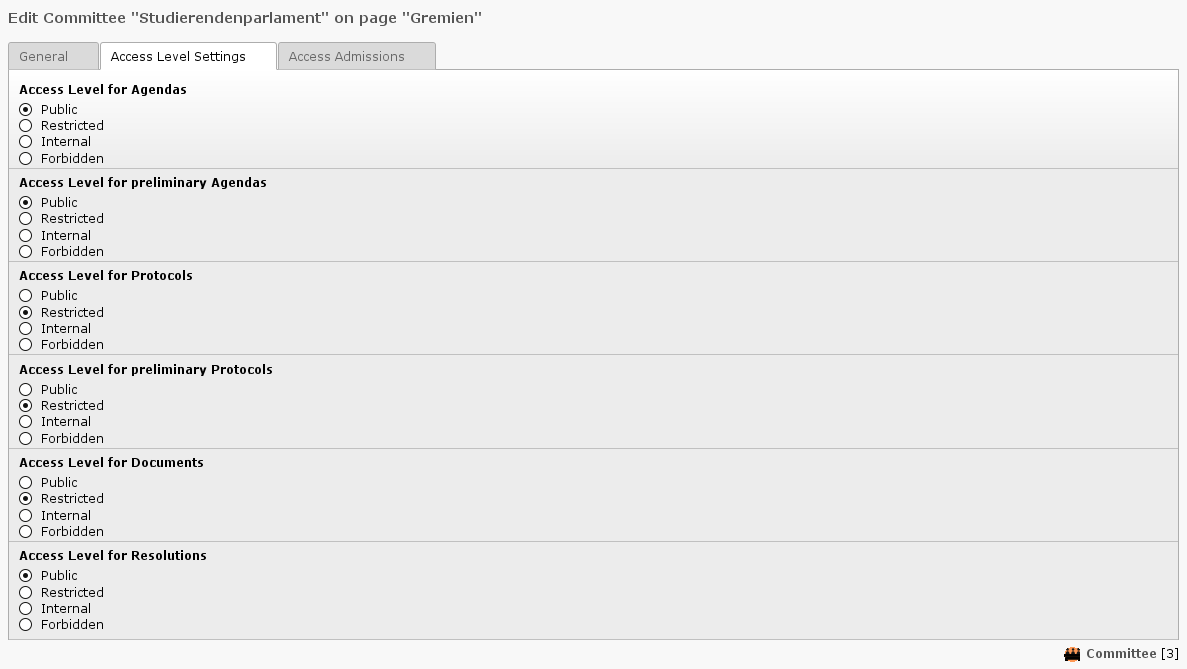 Edit Committee "Studierendenparlament" on page "Gremien"
General Access Level Settings Access Admissions
Access Level for Agendas
Public
Restricted
Internal
Forbidden
Access Level for preliminary Agendas
Public
Restricted
Internal
Forbidden
Access Level for Protocols
Public
Restricted
Internal
Forbidden
Access Level for preliminary Protocols
Public
Restricted
Internal
Forbidden
Access Level for Documents
Public
Restricted
Internal
Forbidden
Access Level for Resolutions
Public
Restricted
Internal
Forbidden
Committee [3]